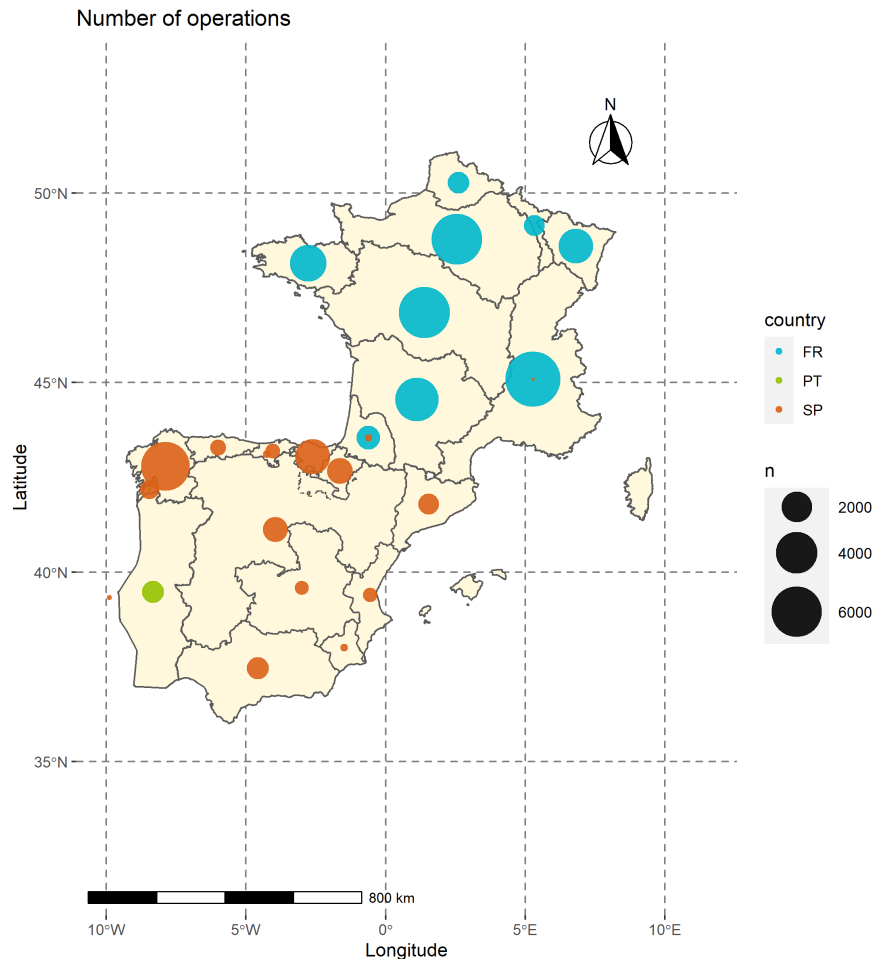 Number of operations
N
50°N
45°N
40°N
35°N
Latitude
800 km
10°W
5°W
0°
5°E
10°E
Longitude
country
FR
PT
SP
n
2000
4000
6000